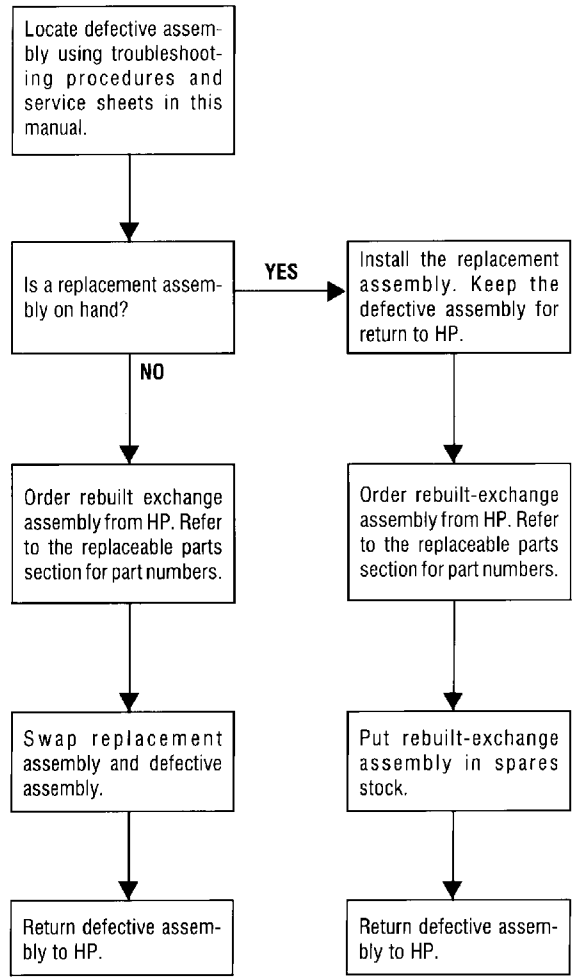 Locate defective assem-
bly using troubleshoot-
ing procedures and
service sheets in this
manual.
Is a replacement assem-
bly on hand?
YES
Install the replacement
assembly. Keep the
defective assembly for
return to HP.
NO
Order rebuilt exchange
assembly from HP. Refer
to the replaceable parts
section for part numbers.
Order rebuilt-exchange
assembly from HP. Refer
to the replaceable parts
section for part numbers.
Swap replacement
assembly and defective
assembly.
Put rebuilt-exchange
assembly in spares
stock.
Return defective assem-
bly to HP.
Return defective assem-
bly to HP.